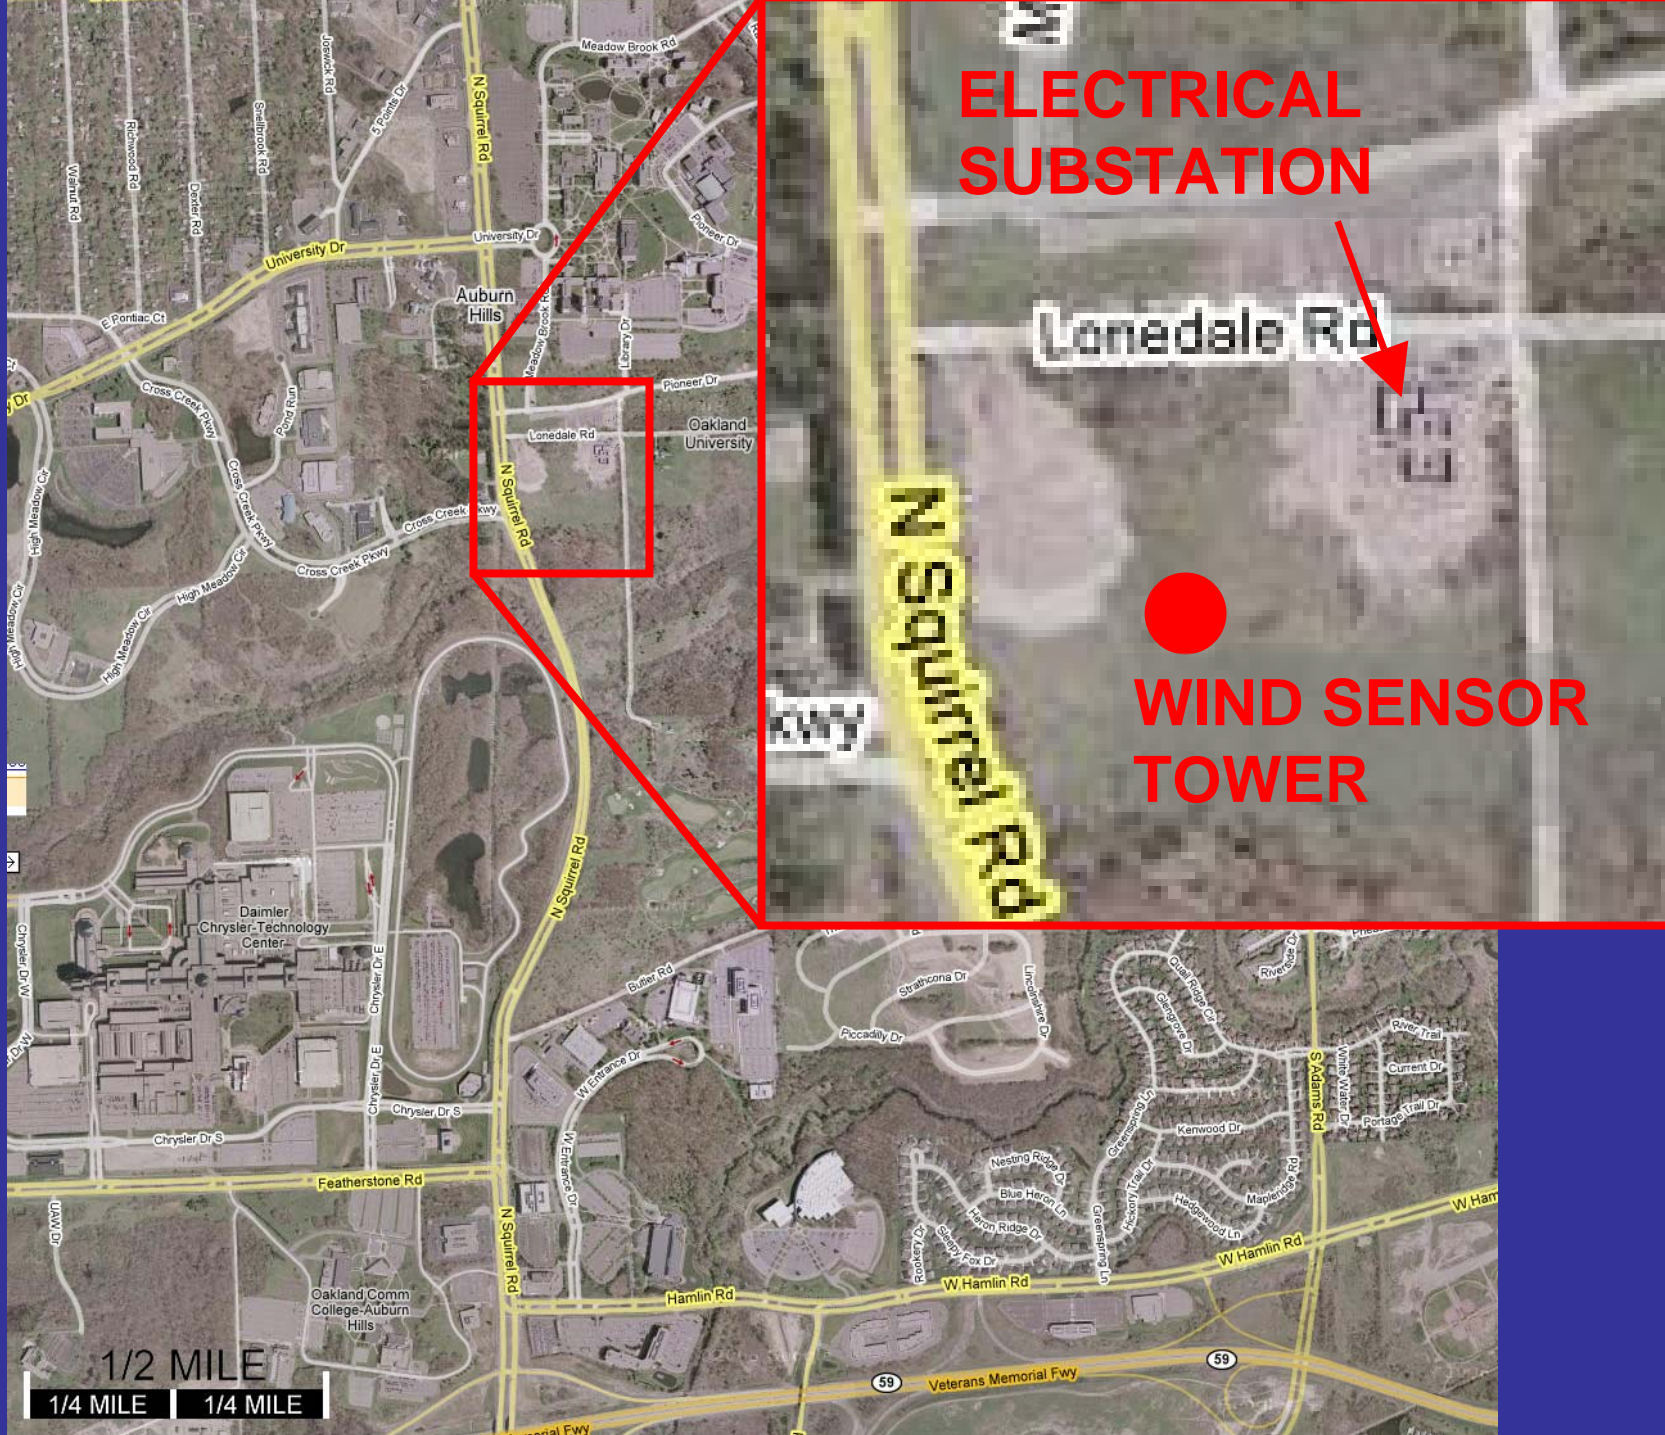 Meadow Brook Rd
Joswick Rd
N Squirrel Rd
5 Points Dr
Snellbrook Rd
Richwood Rd
Walnut Rd
Dexter Rd
ELECTRICAL
SUBSTATION
Pioneer Dr
University Dr
University Dr
Auburn
Hills
E Pontiac Ct
Meadow Brook Rd
Library Dr
Lonedale Rd
Pioneer Dr
Cross Creek Pkwy
Pond Run
y Dr
Oakland
University
Lonedale Rd
N Squirrel Rd
N Squirrel Rd
Cross Creek Pkwy
High Meadow Cir
Cross Creek Pkwy
Cross Creek Pkwy
High Meadow Cir
High Meadow Cir
High Meadow Cir
WIND SENSOR
TOWER
kwy
N Squirrel Rd
Daimler
Chrysler-Technology
Center
Chrysler Dr W
Chrysler Dr E
Butler Rd
Strathcona Dr
Lincolnshire Dr
Piccadilly Dr
Quail Ridge Cir
Glengrove Dr
Riverside Dr
River Trail
White Water Dr
Current Dr
Portage Trail Dr
S Adams Rd
r Dr W
W Entrance Dr
Chrysler Dr E
Chrysler Dr S
Chrysler Dr S
W Entrance Dr
Greenspring Ln
Kenwood Dr
Nesting Ridge Dr
Blue Heron Ln
Heron Ridge Dr
Hickory Trail Dr
Mapleridge Rd
Hedgewood Ln
Featherstone Rd
UAW Dr
N Squirrel Rd
Rookery Dr
Sleepy Fox Dr
Greenspring Ln
W Ham
W Hamlin Rd
W Hamlin Rd
Hamlin Rd
Oakland Comm
College-Auburn
Hills
59
59
Veterans Memorial Fwy
1/2 MILE
1/4 MILE
1/4 MILE
orial Fwy